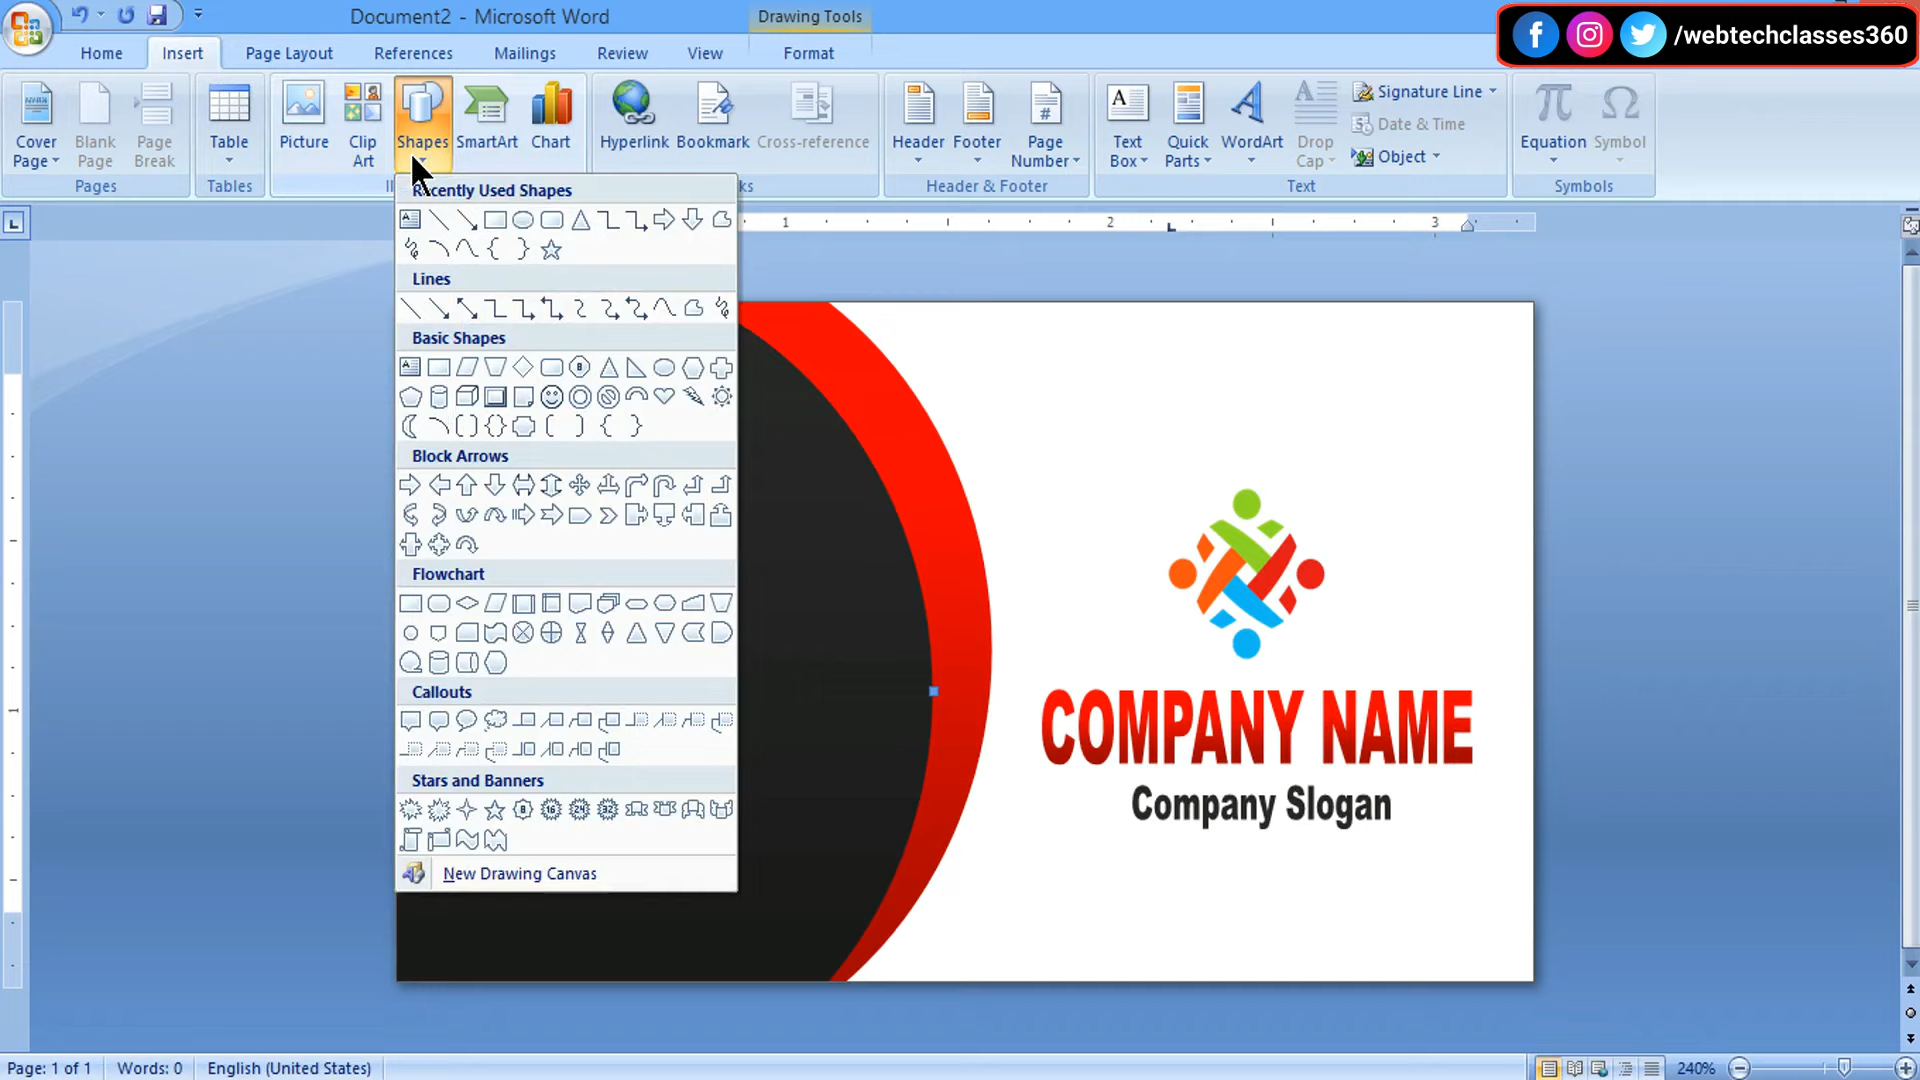 Document2 - Microsoft Word
Drawing Tools
/webtechclasses360
Home Insert Page Layout References Mailings Review View Format
Cover Page
Blank Page
Page Break
Table
Picture
Clip Art
Shapes
SmartArt
Chart
Hyperlink
Bookmark
Cross-reference
Header
Footer
Page Number
Text Box
Quick Parts
WordArt
Drop Cap
Signature Line
Date & Time
Object
Equation
Symbol
Pages Tables Header & Footer Text Symbols
Recently Used Shapes
Lines
Basic Shapes
Block Arrows
Flowchart
Callouts
Stars and Banners
New Drawing Canvas
1 2 3
1
COMPANY NAME
Company Slogan
Page: 1 of 1 Words: 0 English (United States) 240%